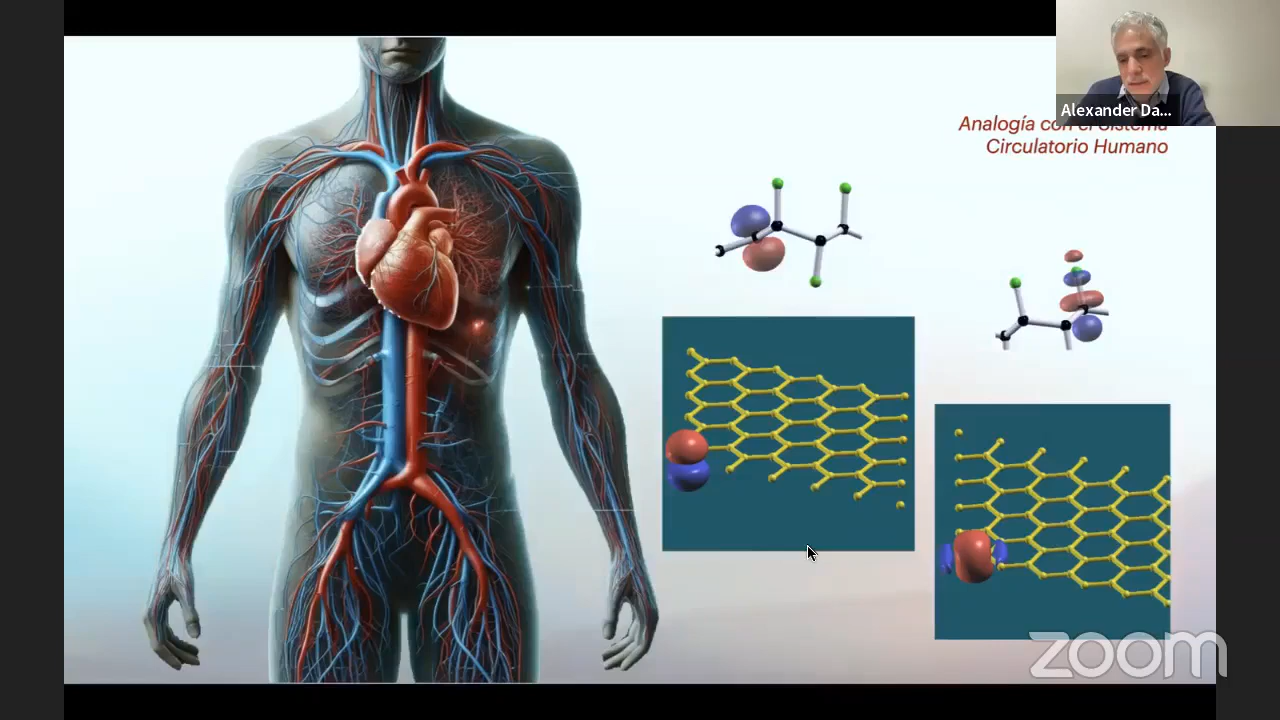 Alexander Da...
Analogía con el Sistema
Circulatorio Humano
zoom